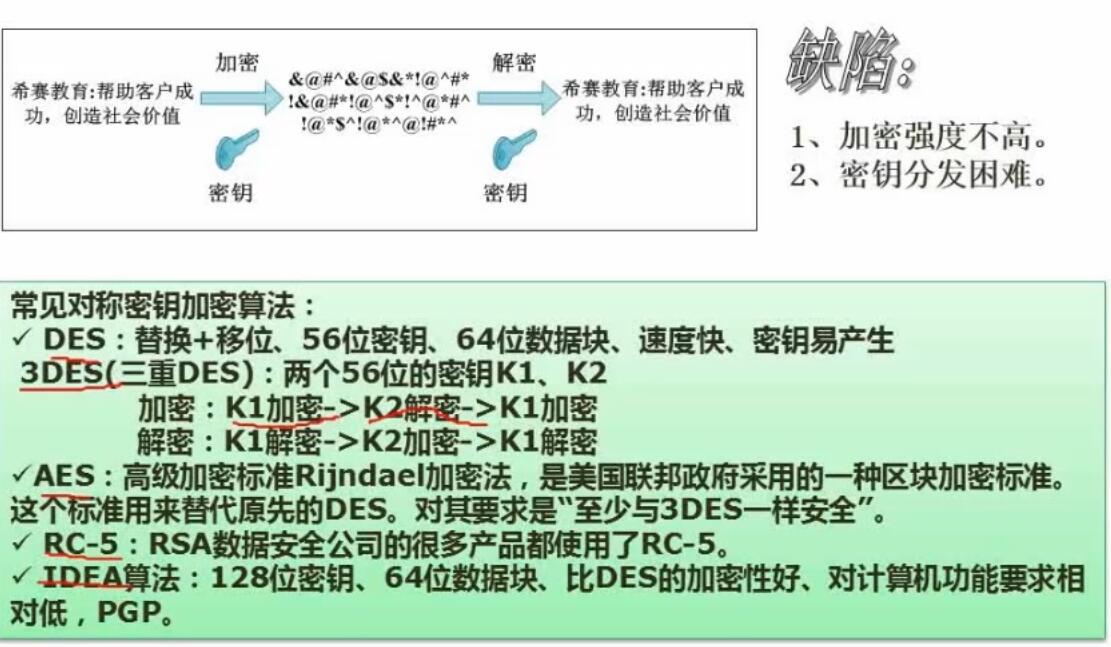 加密
解密
希赛教育:帮助客户成
功，创造社会价值
&@#^&@$&*!@^#*
!&@#*!@^$*!^@*#^
!@*$^!@*^@!#*^
希赛教育:帮助客户成
功，创造社会价值
密钥
密钥
缺陷:
1、加密强度不高。
2、密钥分发困难。
常见对称密钥加密算法：
✓ DES：替换+移位、56位密钥、64位数据块、速度快、密钥易产生
3DES(三重DES)：两个56位的密钥K1、K2
加密：K1加密->K2解密->K1加密
解密：K1解密->K2加密->K1解密
✓AES：高级加密标准Rijndael加密法，是美国联邦政府采用的一种区块加密标准。
这个标准用来替代原先的DES。对其要求是“至少与3DES一样安全”。
✓ RC-5：RSA数据安全公司的很多产品都使用了RC-5。
✓ IDEA算法：128位密钥、64位数据块、比DES的加密性好、对计算机功能要求相
对低，PGP。